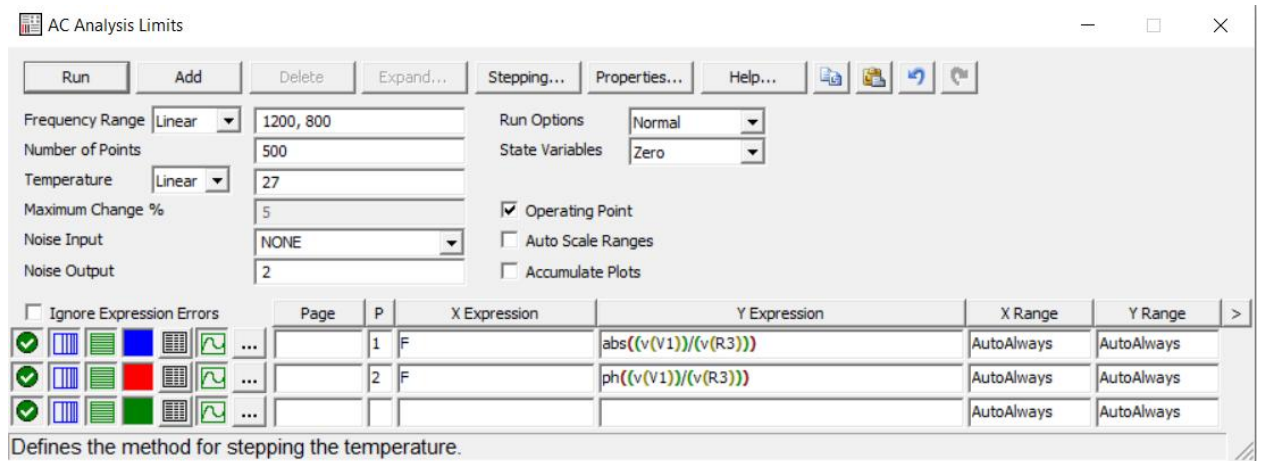 AC Analysis Limits
Run Add Delete Expand... Stepping... Properties... Help...
Frequency Range Linear 1200, 800 Run Options Normal
Number of Points 500 State Variables Zero
Temperature Linear 27
Maximum Change % 5 Operating Point
Noise Input NONE Auto Scale Ranges
Noise Output 2 Accumulate Plots
Ignore Expression Errors Page P X Expression Y Expression X Range Y Range >
... 1 F abs((v(V1))/(v(R3))) AutoAlways AutoAlways
... 2 F ph((v(V1))/(v(R3))) AutoAlways AutoAlways
... AutoAlways AutoAlways
Defines the method for stepping the temperature.